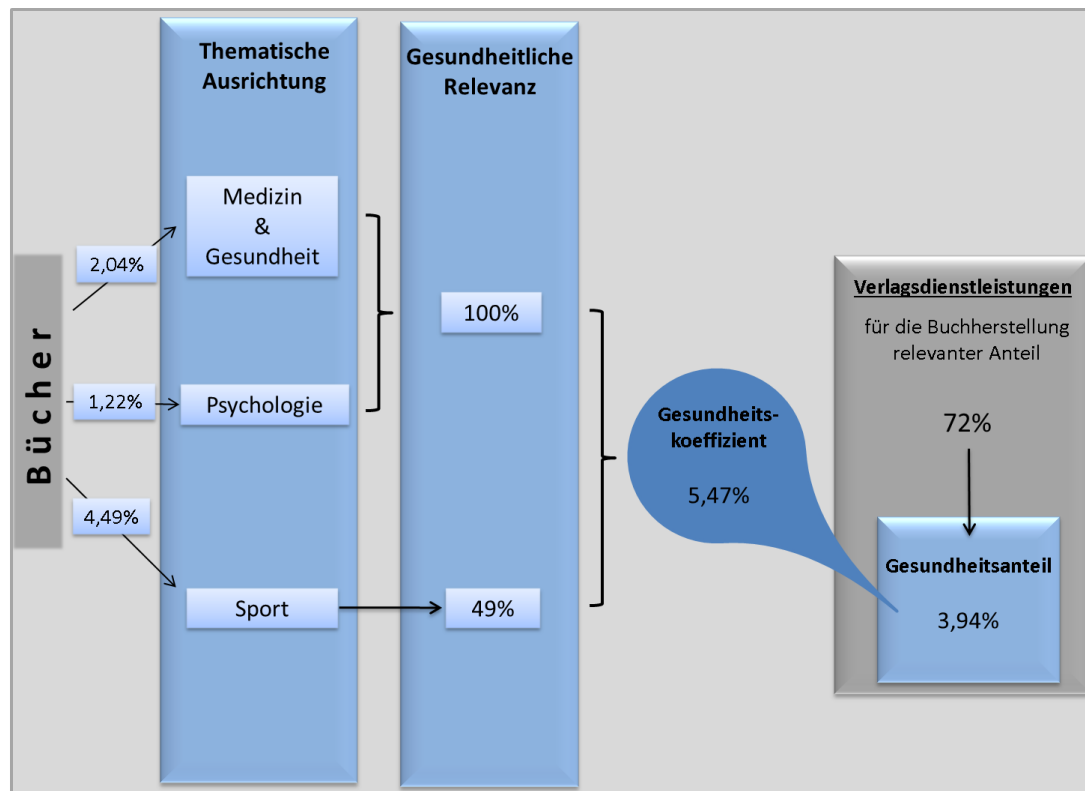 Thematische
Ausrichtung
Gesundheitliche
Relevanz
Bücher
2,04%
1,22%
4,49%
Medizin
&
Gesundheit
Psychologie
Sport
100%
49%
Gesundheits-
koeffizient
5,47%
Verlagsdienstleistungen
für die Buchherstellung
relevanter Anteil
72%
Gesundheitsanteil
3,94%